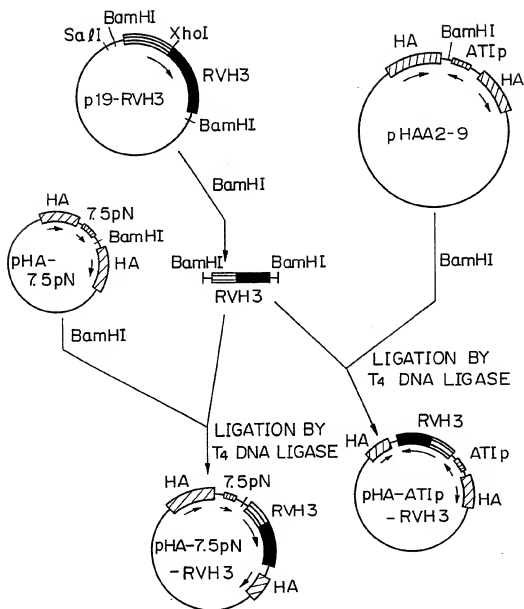 BamHI
SalI
XhoI
RVH3
p19-RVH3
BamHI
HA
BamHI
ATIp
HA
pHAA2-9
BamHI
HA
7.5pN
BamHI
HA
pHA-
7.5pN
BamHI
BamHI
BamHI
RVH3
BamHI
LIGATION BY
T4 DNA LIGASE
LIGATION BY
T4 DNA LIGASE
HA
7.5pN
RVH3
pHA-7.5pN
-RVH3
HA
RVH3
HA
ATIp
HA
pHA-ATIp
-RVH3